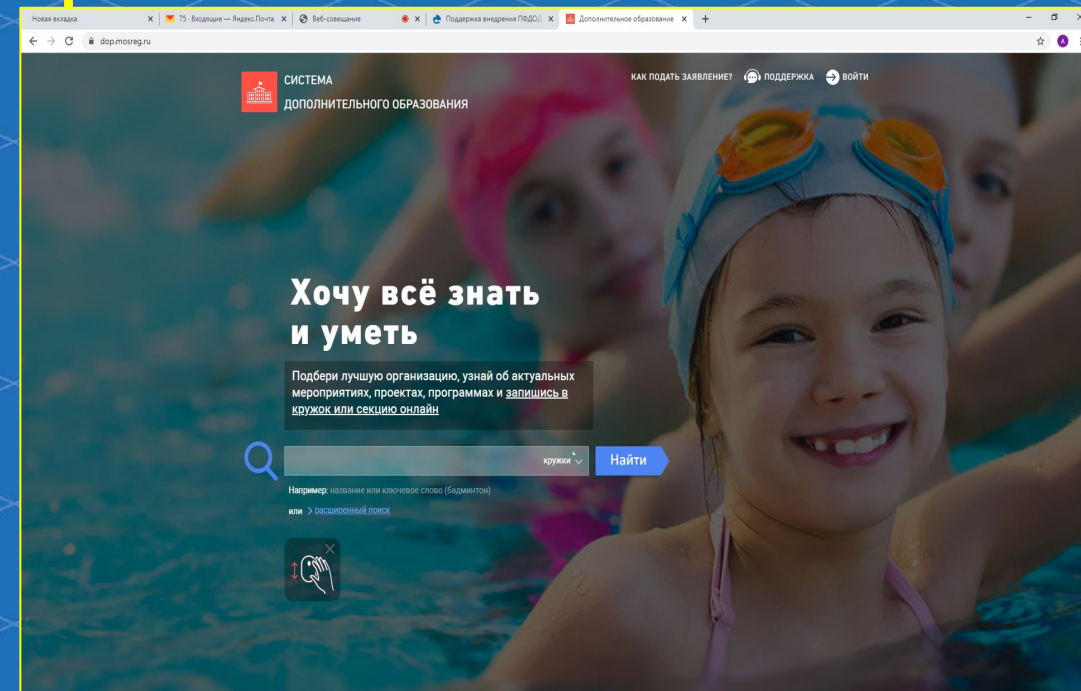 Новая вкладка
75 · Входящие — Яндекс.Почта
Веб-совещание
Поддержка внедрения ПФДОД
Дополнительное образование
dop.mosreg.ru
A
СИСТЕМА
ДОПОЛНИТЕЛЬНОГО ОБРАЗОВАНИЯ
КАК ПОДАТЬ ЗАЯВЛЕНИЕ?
ПОДДЕРЖКА
ВОЙТИ
Хочу всё знать
и уметь
Подбери лучшую организацию, узнай об актуальных
мероприятиях, проектах, программах и запишись в
кружок или секцию онлайн
кружки
Найти
Например: название или ключевое слово (бадминтон)
или > расширенный поиск